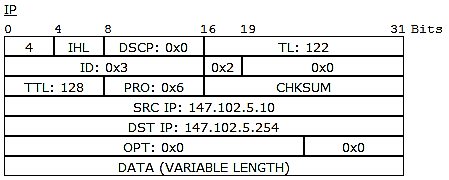 IP
0 4 8 16 19 31 Bits
4 IHL DSCP: 0x0 TL: 122
ID: 0x3 0x2 0x0
TTL: 128 PRO: 0x6 CHKSUM
SRC IP: 147.102.5.10
DST IP: 147.102.5.254
OPT: 0x0 0x0
DATA (VARIABLE LENGTH)